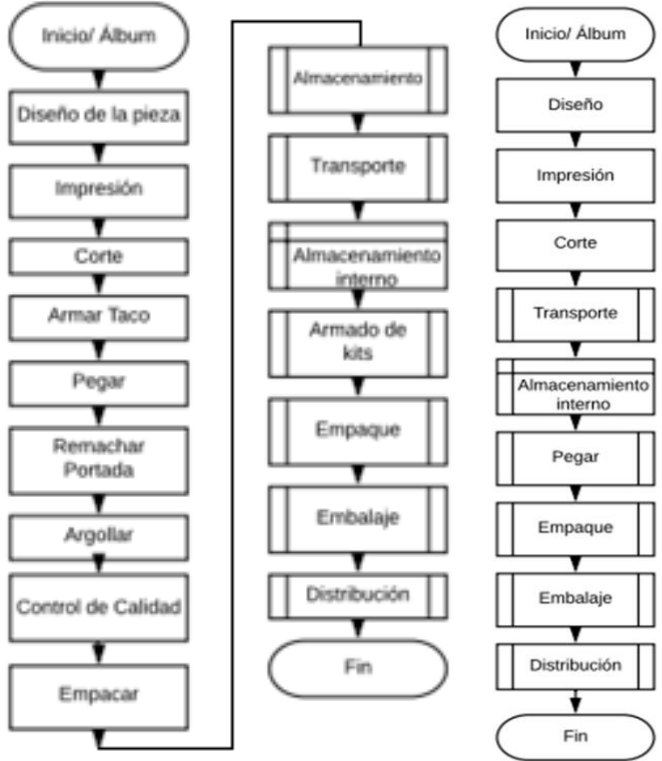 Inicio/ Álbum
Diseño de la pieza
Impresión
Corte
Armar Taco
Pegar
Remachar
Portada
Argollar
Control de Calidad
Empacar
Almacenamiento
Transporte
Almacenamiento
interno
Armado de
kits
Empaque
Embalaje
Distribución
Fin
Inicio/ Álbum
Diseño
Impresión
Corte
Transporte
Almacenamiento
interno
Pegar
Empaque
Embalaje
Distribución
Fin